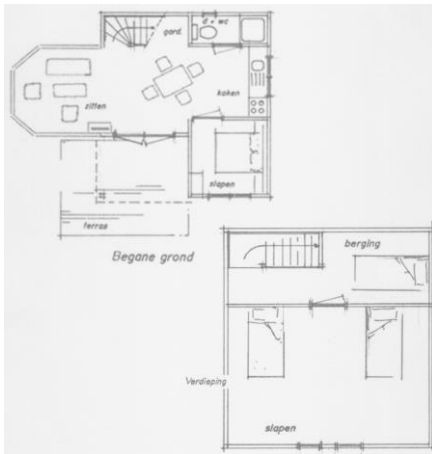 d + wc
gard.
zitten
koken
slapen
terras
Begane grond
berging
Verdieping
slapen